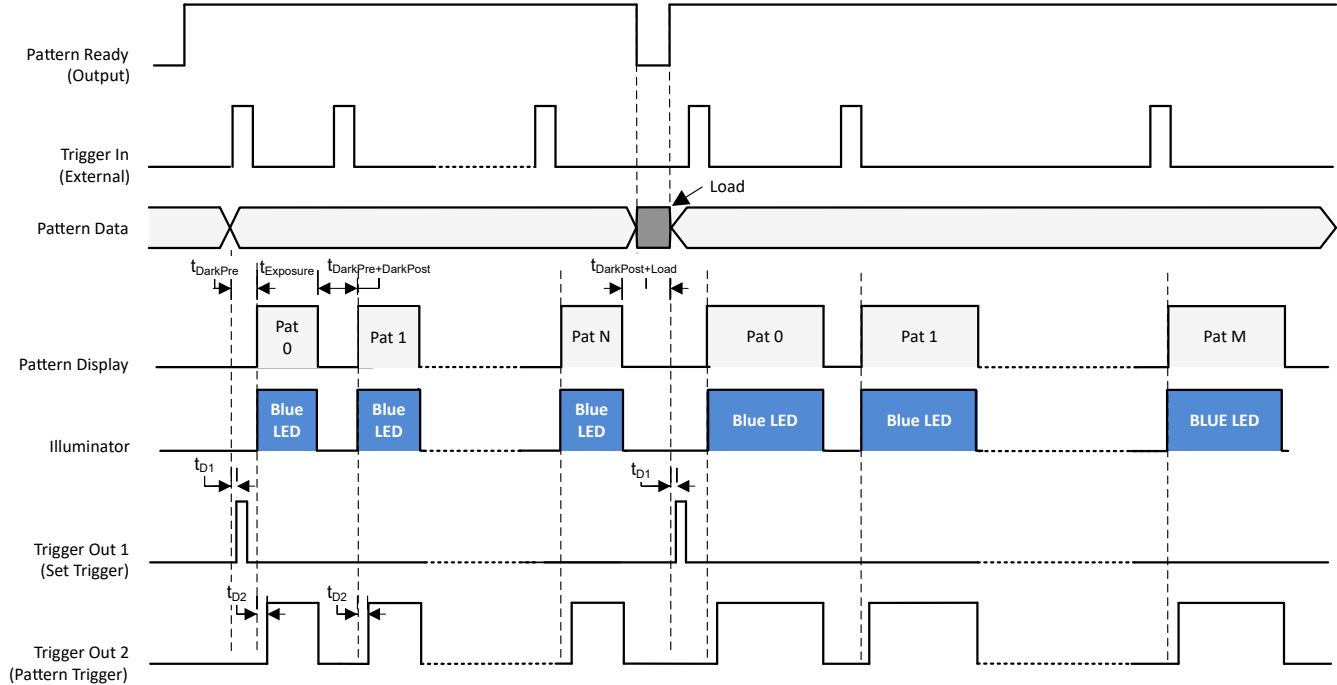 Pattern Ready
(Output)
Trigger In
(External)
Load
Pattern Data
tDarkPre
tExposure
tDarkPre+DarkPost
tDarkPost+Load
Pat
0
Pat 1
Pat N
Pat 0
Pat 1
Pat M
Pattern Display
Blue
LED
Blue
LED
Blue
LED
Blue LED
Blue LED
BLUE LED
Illuminator
tD1
tD1
Trigger Out 1
(Set Trigger)
tD2
tD2
Trigger Out 2
(Pattern Trigger)